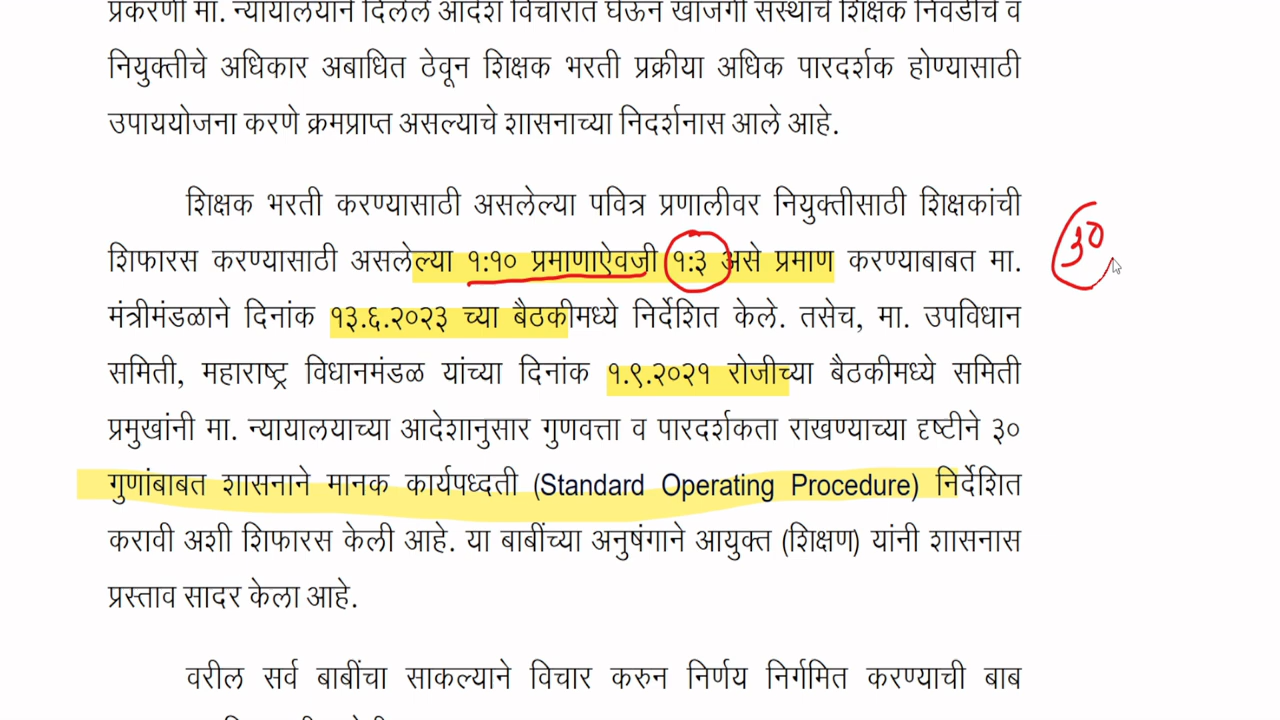 प्रकरणी मा. न्यायालयाने दिलेले आदेश विचारात घेऊन खाजगी संस्थांचे शिक्षक निवडीचे व
नियुक्तीचे अधिकार अबाधित ठेवून शिक्षक भरती प्रक्रीया अधिक पारदर्शक होण्यासाठी
उपाययोजना करणे क्रमप्राप्त असल्याचे शासनाच्या निदर्शनास आले आहे.
शिक्षक भरती करण्यासाठी असलेल्या पवित्र प्रणालीवर नियुक्तीसाठी शिक्षकांची
शिफारस करण्यासाठी असलेल्या १:१० प्रमाणाऐवजी १:३ असे प्रमाण करण्याबाबत मा.
३०
मंत्रीमंडळाने दिनांक १३.६.२०२३ च्या बैठकीमध्ये निर्देशित केले. तसेच, मा. उपविधान
समिती, महाराष्ट्र विधानमंडळ यांच्या दिनांक १.९.२०२१ रोजीच्या बैठकीमध्ये समिती
प्रमुखांनी मा. न्यायालयाच्या आदेशानुसार गुणवत्ता व पारदर्शकता राखण्याच्या दृष्टीने ३०
गुणांबाबत शासनाने मानक कार्यपध्दती (Standard Operating Procedure) निर्देशित
करावी अशी शिफारस केली आहे. या बाबींच्या अनुषंगाने आयुक्त (शिक्षण) यांनी शासनास
प्रस्ताव सादर केला आहे.
वरील सर्व बाबींचा साकल्याने विचार करुन निर्णय निर्गमित करण्याची बाब